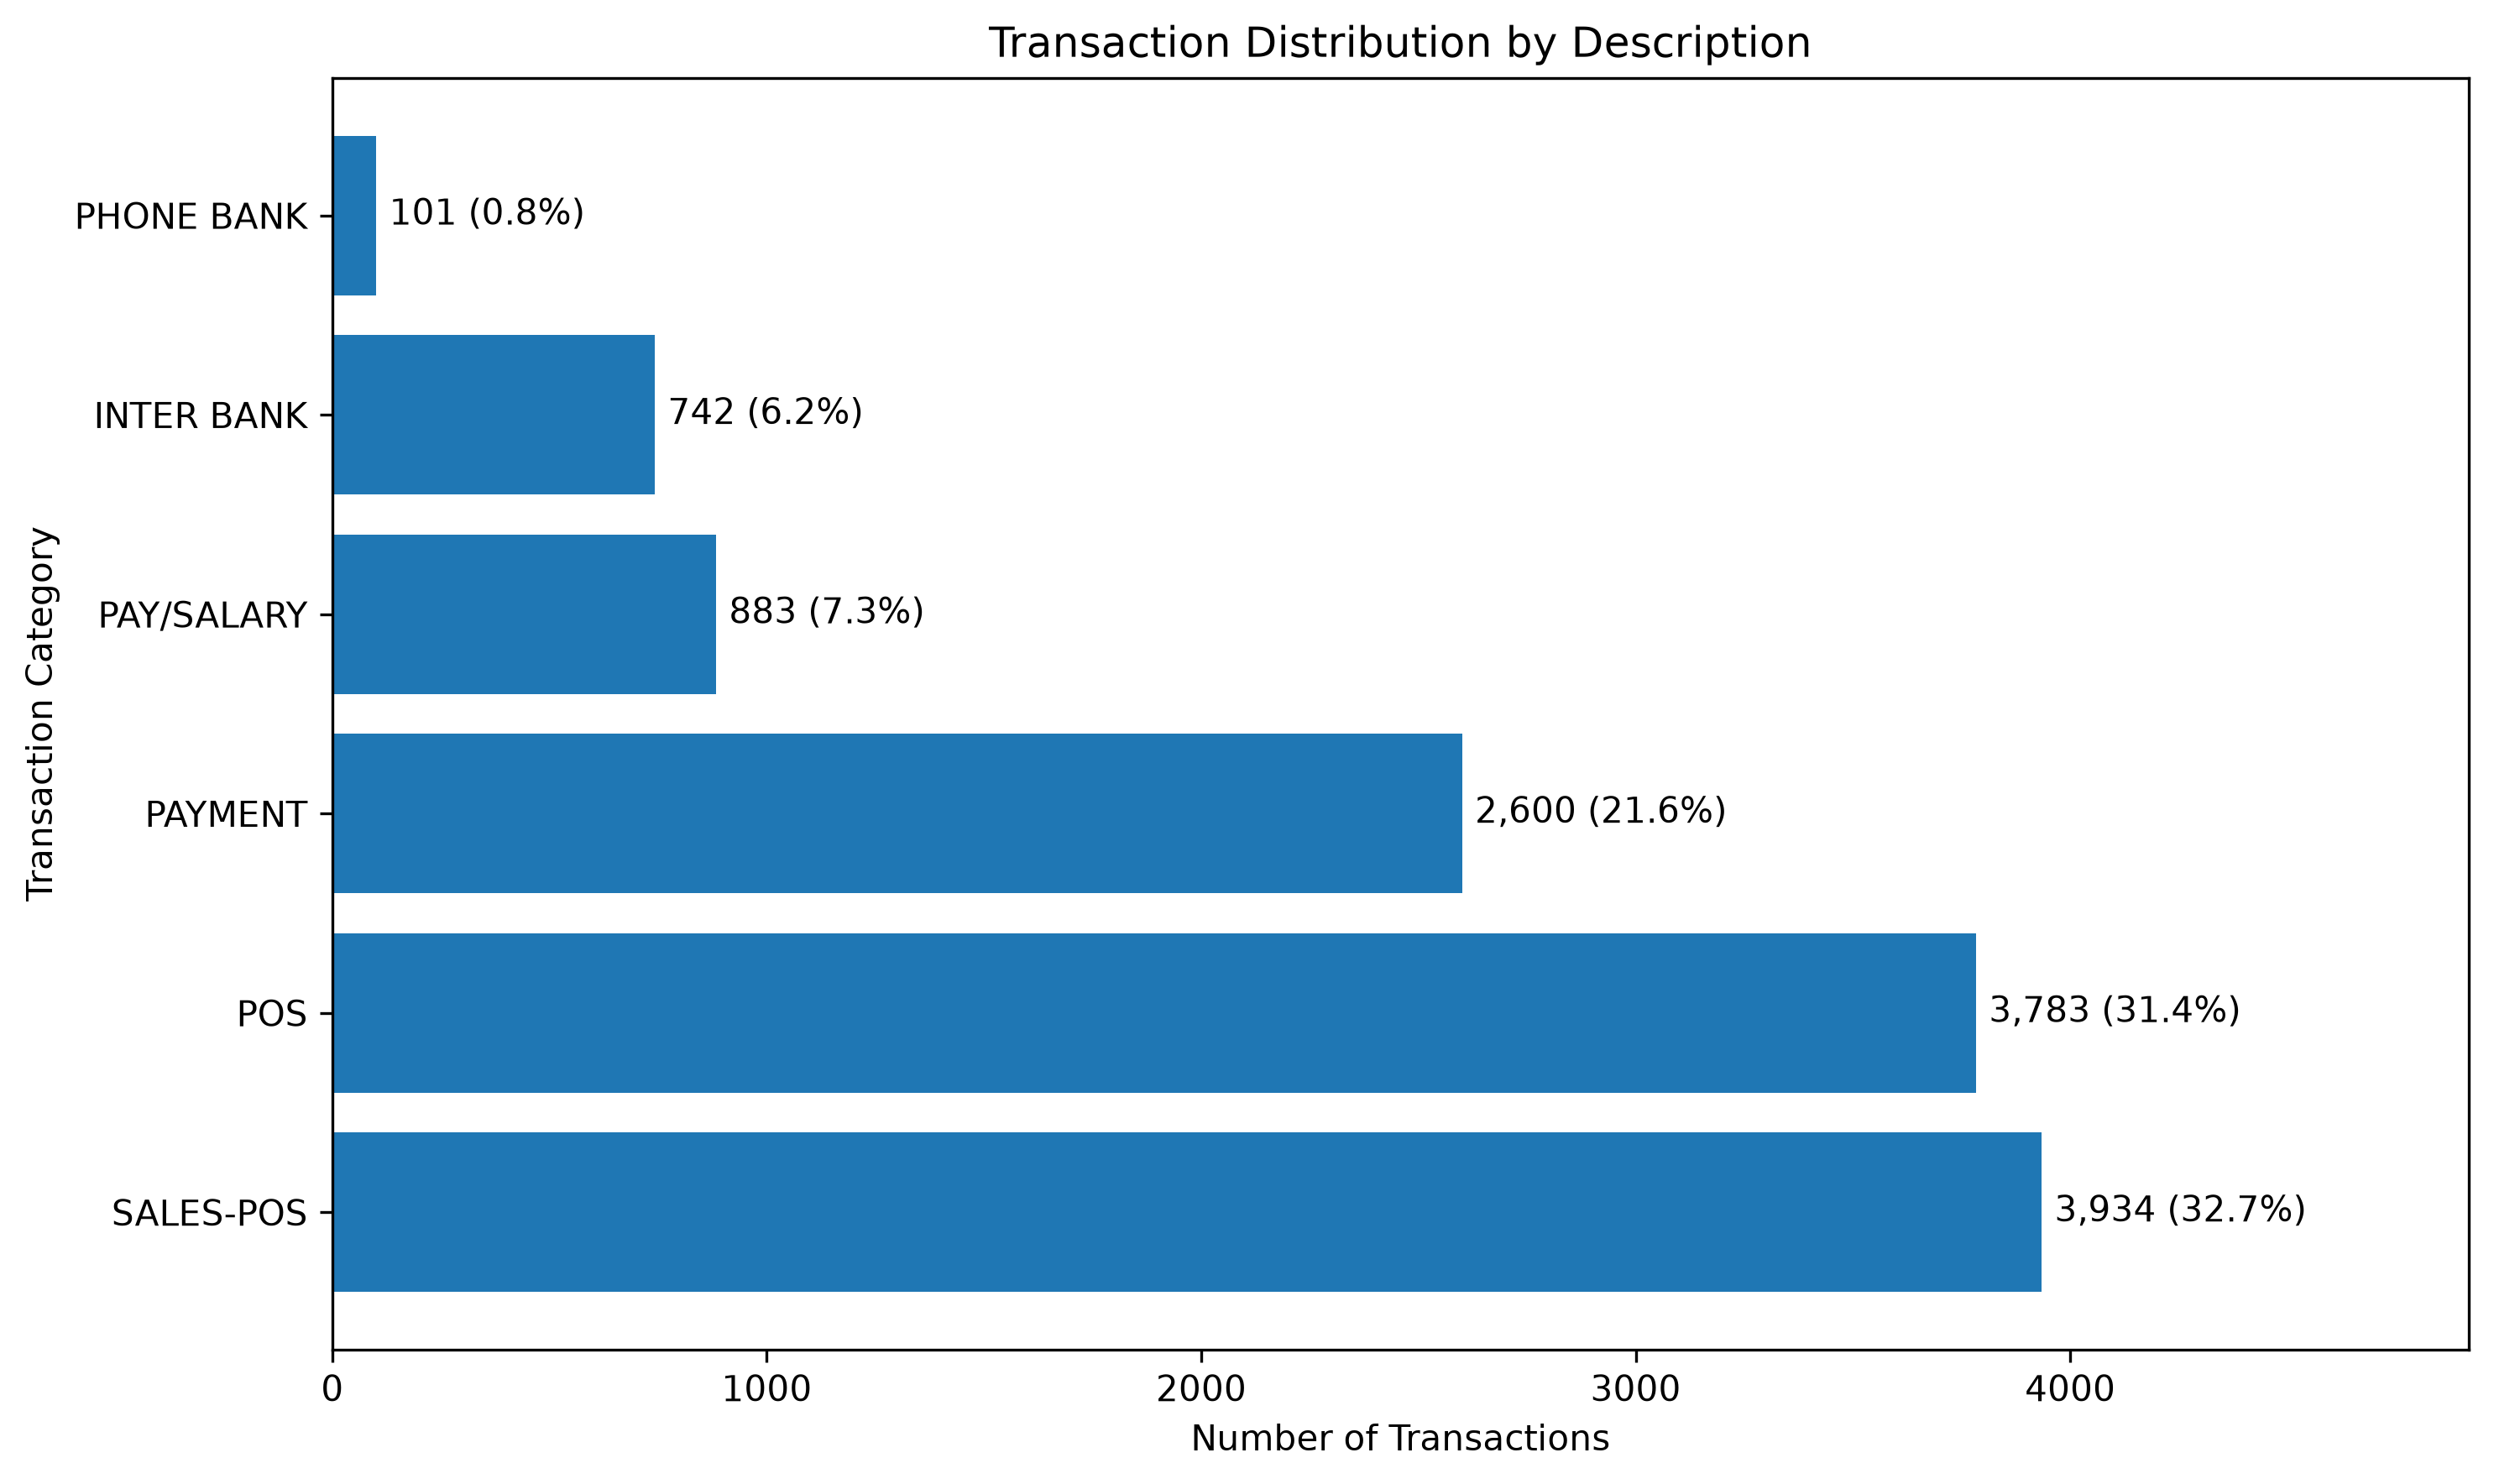 Transaction Distribution by Description
Transaction Category
PHONE BANK 101 (0.8%)
INTER BANK 742 (6.2%)
PAY/SALARY 883 (7.3%)
PAYMENT 2,600 (21.6%)
POS 3,783 (31.4%)
SALES-POS 3,934 (32.7%)
0 1000 2000 3000 4000
Number of Transactions